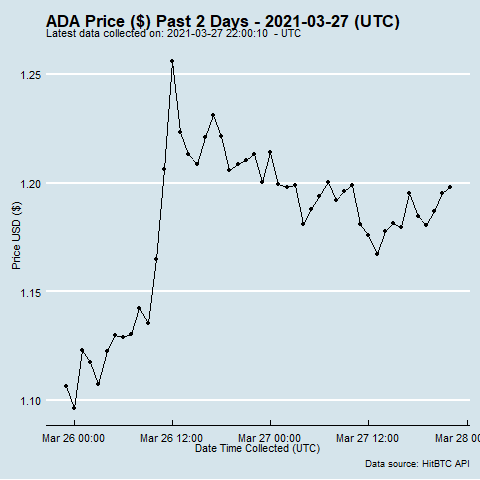 ADA Price ($) Past 2 Days - 2021-03-27 (UTC)
Latest data collected on: 2021-03-27 22:00:10 - UTC
1.25
1.20
1.15
1.10
Price USD ($)
Mar 26 00:00 Mar 26 12:00 Mar 27 00:00 Mar 27 12:00 Mar 28 00
Date Time Collected (UTC)
Data source: HitBTC API